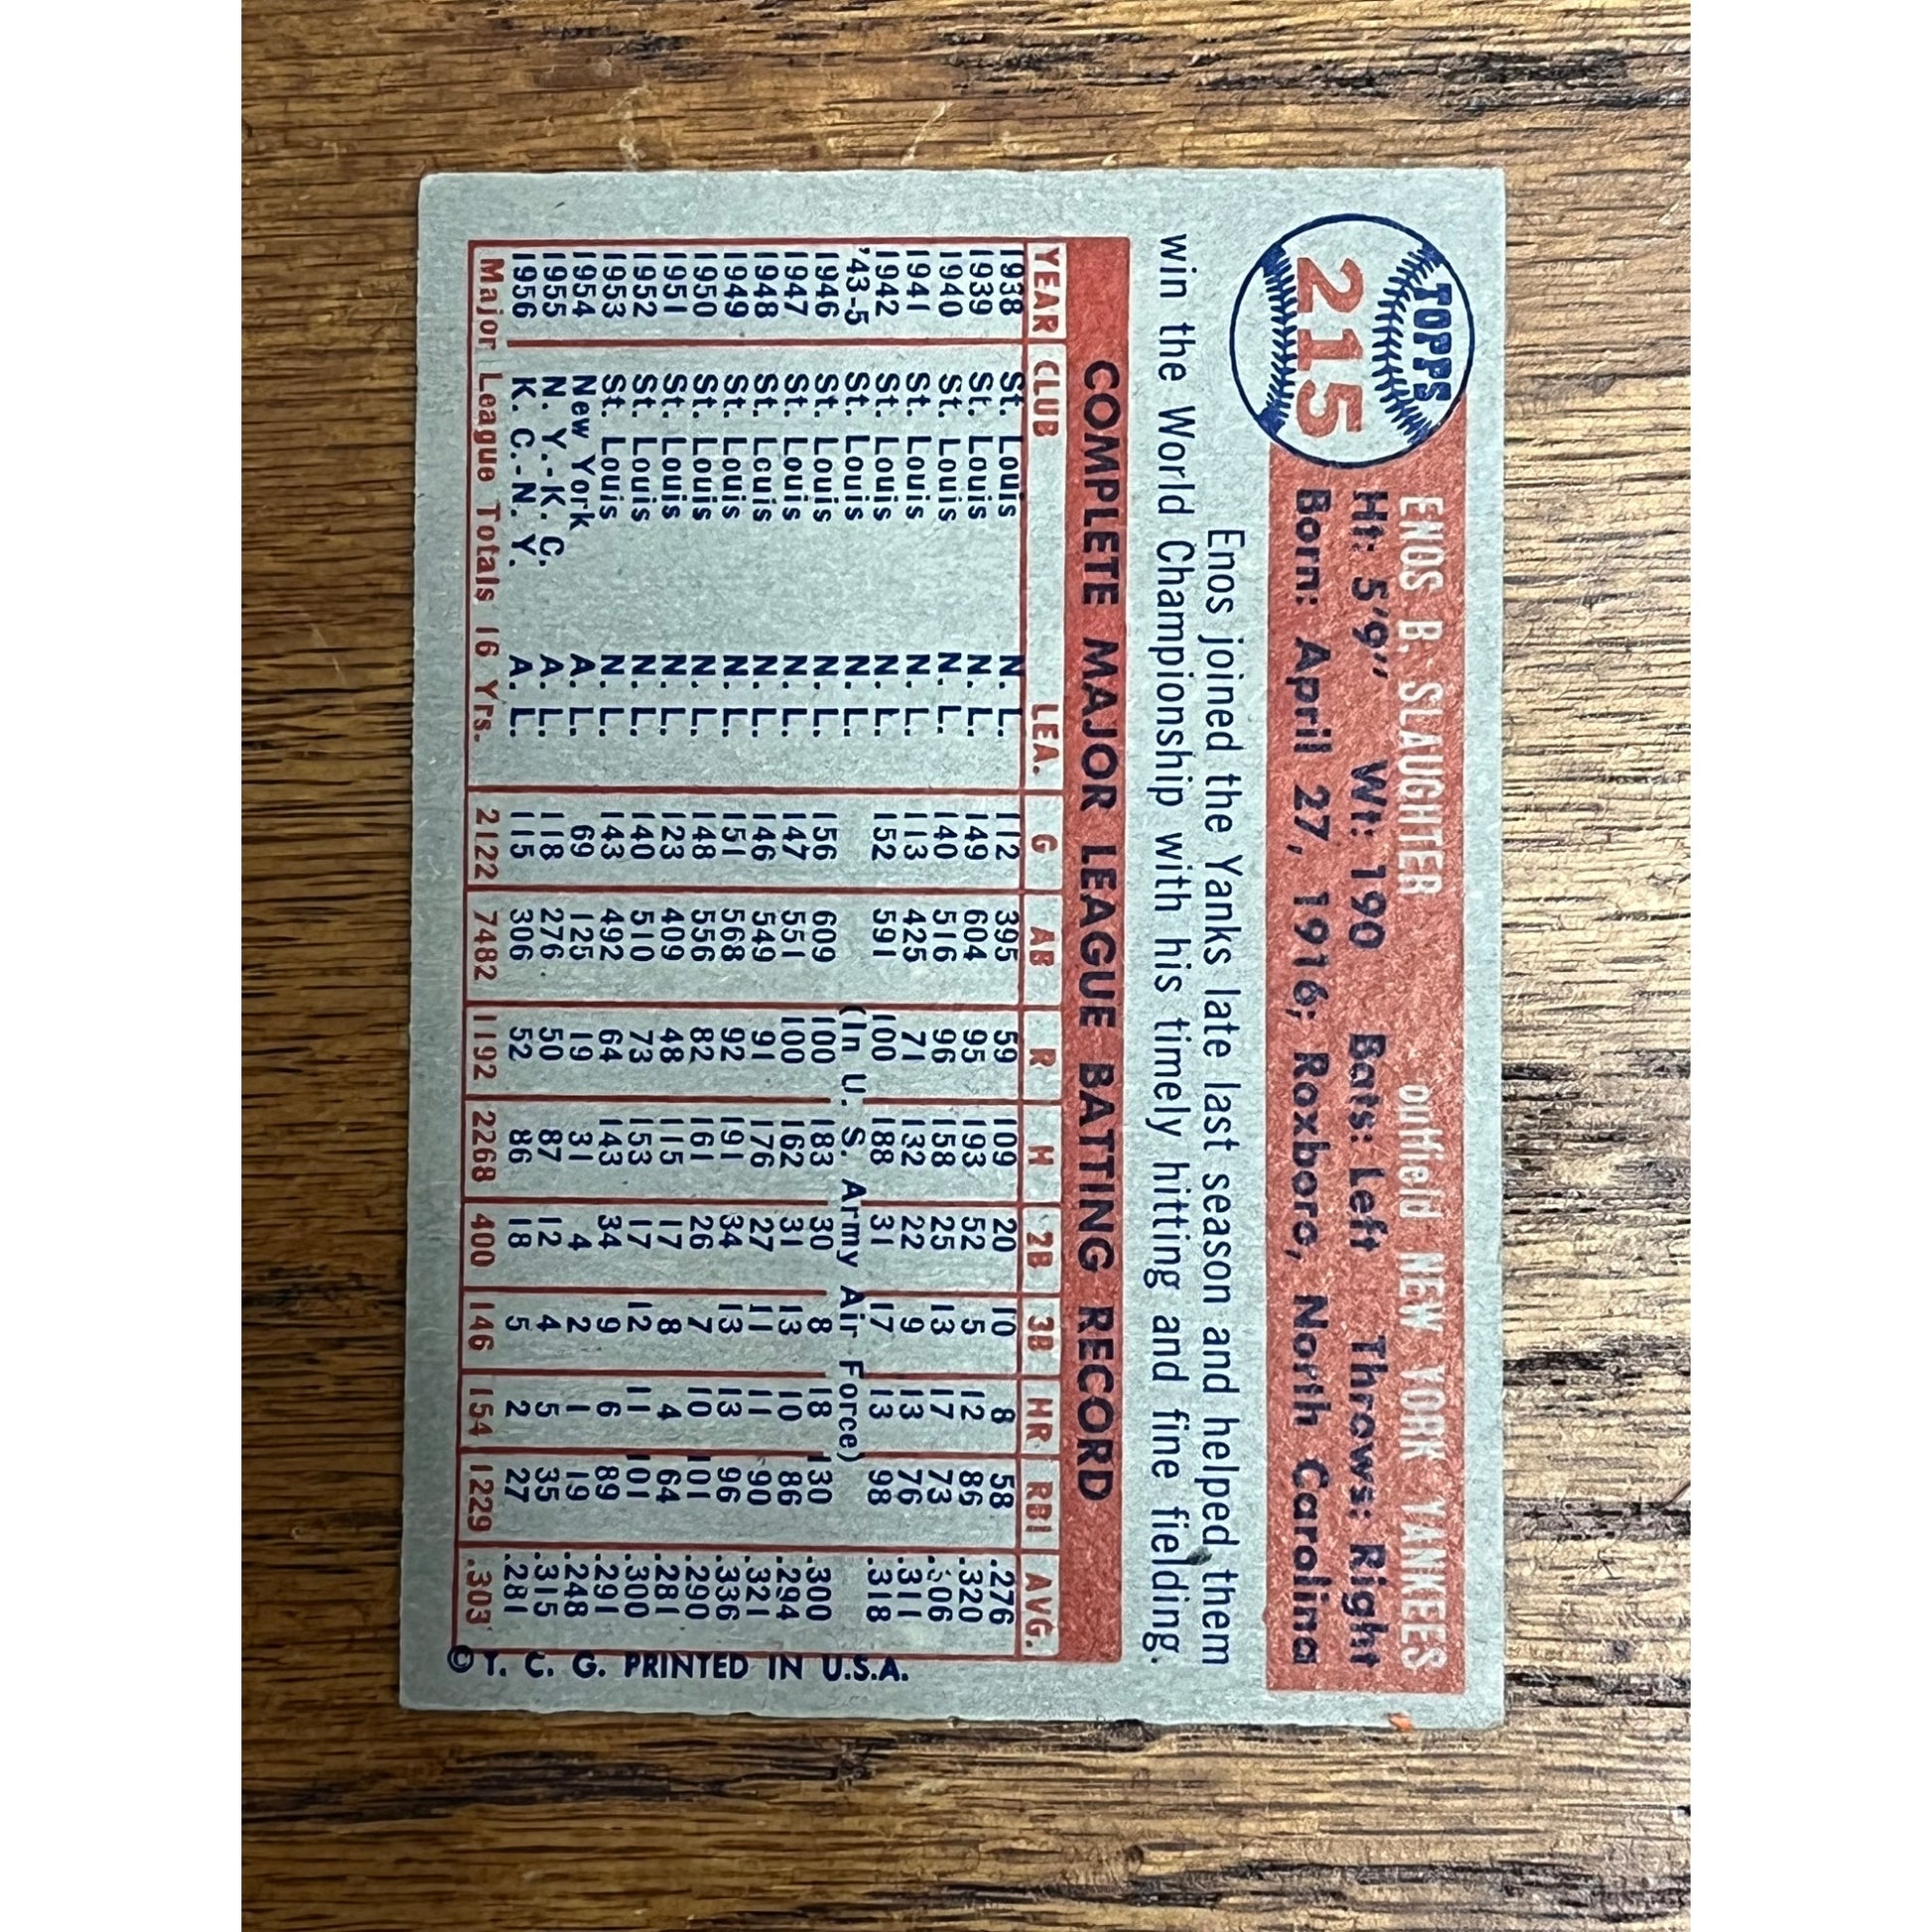 TOPPS
215
ENOS B. SLAUGHTER outfield NEW YORK YANKEES
Ht: 5'9" Wt: 190 Bats: Left Throws: Right
Born: April 27, 1916; Roxboro, North Carolina
Enos joined the Yanks late last season and helped them
win the World Championship with his timely hitting and fine fielding.
COMPLETE MAJOR LEAGUE BATTING RECORD
YEAR CLUB LEA. G AB R H 2B 3B HR RBI AVG.
1938 St. Louis N. L. 112 395 59 109 20 10 8 58 .276
1939 St. Louis N. L. 149 604 95 193 52 5 12 86 .320
1940 St. Louis N. L. 140 516 96 158 25 13 17 73 .306
1941 St. Louis N. L. 113 425 71 132 22 9 13 76 .311
1942 St. Louis N. L. 152 591 100 188 31 17 13 98 .318
'43-5 St. Louis N. L. (In U. S. Army Air Force)
1946 St. Louis N. L. 156 609 100 183 30 8 18 130 .300
1947 St. Louis N. L. 147 551 100 162 31 13 10 86 .294
1948 St. Louis N. L. 146 549 91 176 27 11 11 90 .321
1949 St. Louis N. L. 151 568 92 191 34 13 13 96 .336
1950 St. Louis N. L. 148 556 82 161 26 7 10 101 .290
1951 St. Louis N. L. 123 409 48 115 17 8 4 64 .281
1952 St. Louis N. L. 140 510 73 153 17 12 11 101 .300
1953 St. Louis N. L. 143 492 64 143 34 9 6 89 .291
1954 New York A. L. 69 125 19 31 4 2 1 19 .248
1955 N. Y.-K. C. A. L. 118 276 50 87 12 4 5 35 .315
1956 K. C.-N. Y. A. L. 115 306 52 86 18 5 2 27 .281
Major League Totals 16 Yrs. 2122 7482 1192 2268 400 146 154 1229 .303
© T. C. G. PRINTED IN U.S.A.